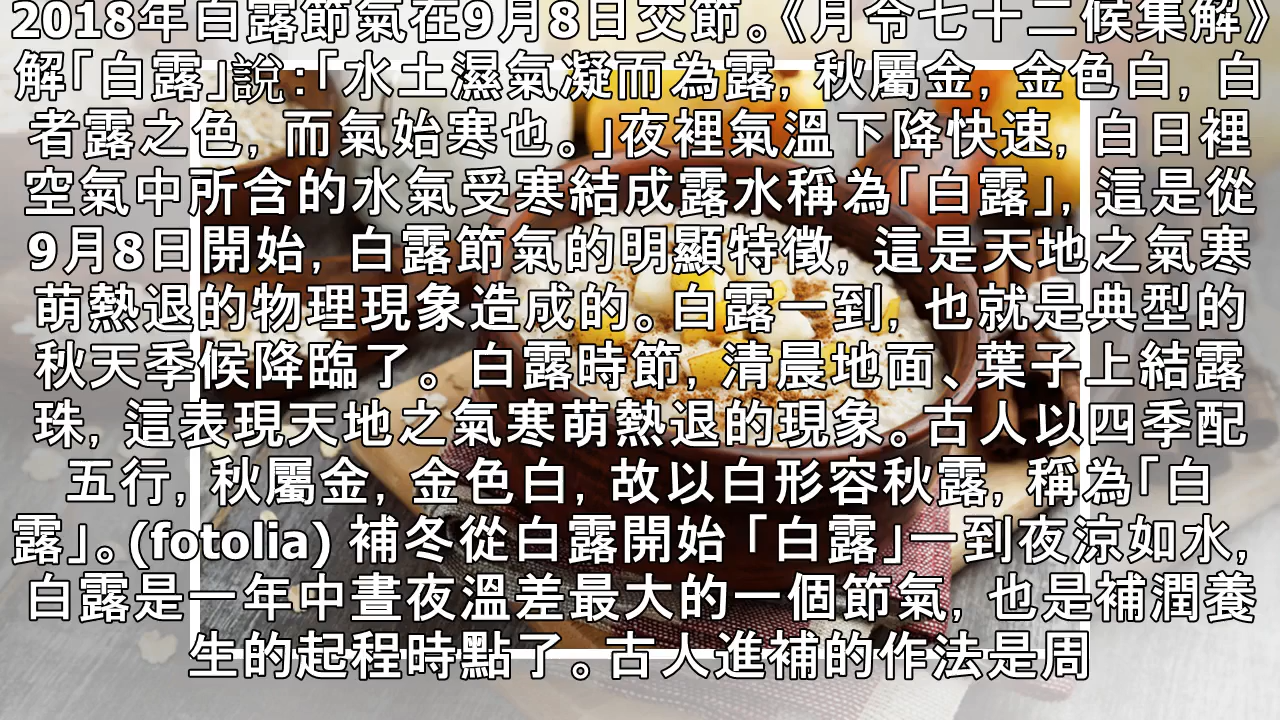 2018年白露節氣在9月8日交節。《月令七十二候集解》
解「白露」說:「水土濕氣凝而為露, 秋屬金, 金色白, 白
者露之色, 而氣始寒也。」夜裡氣溫下降快速, 白日裡
空氣中所含的水氣受寒結成露水稱為「白露」, 這是從
9月8日開始, 白露節氣的明顯特徵, 這是天地之氣寒
萌熱退的物理現象造成的。白露一到, 也就是典型的
秋天季候降臨了。 白露時節, 清晨地面、葉子上結露
珠, 這表現天地之氣寒萌熱退的現象。古人以四季配
五行, 秋屬金, 金色白, 故以白形容秋露, 稱為「白
露」。(fotolia) 補冬從白露開始 「白露」一到夜涼如水,
白露是一年中晝夜溫差最大的一個節氣, 也是補潤養
生的起程時點了。古人進補的作法是周